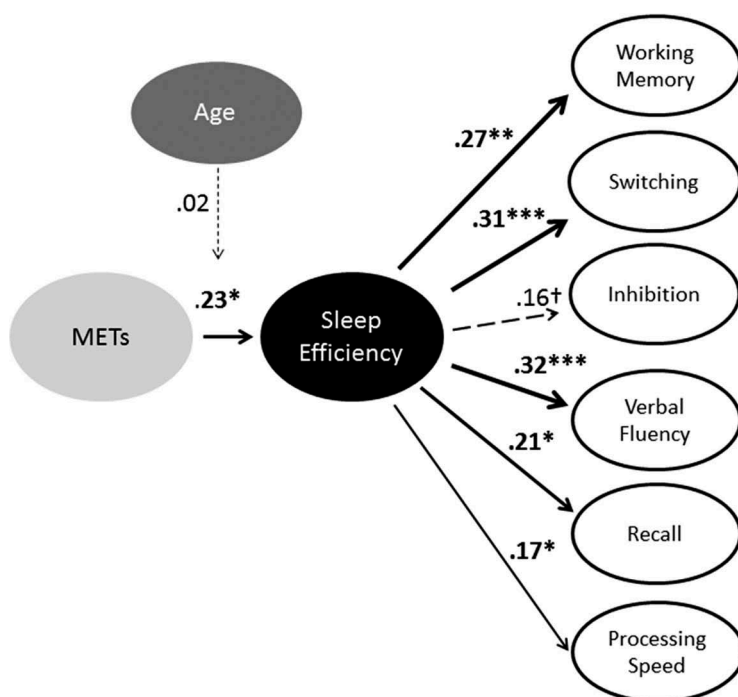 Working
Memory
Age
.27**
Switching
.02
.31***
.23*
.16†
Inhibition
METs
Sleep
Efficiency
.32***
Verbal
Fluency
.21*
Recall
.17*
Processing
Speed